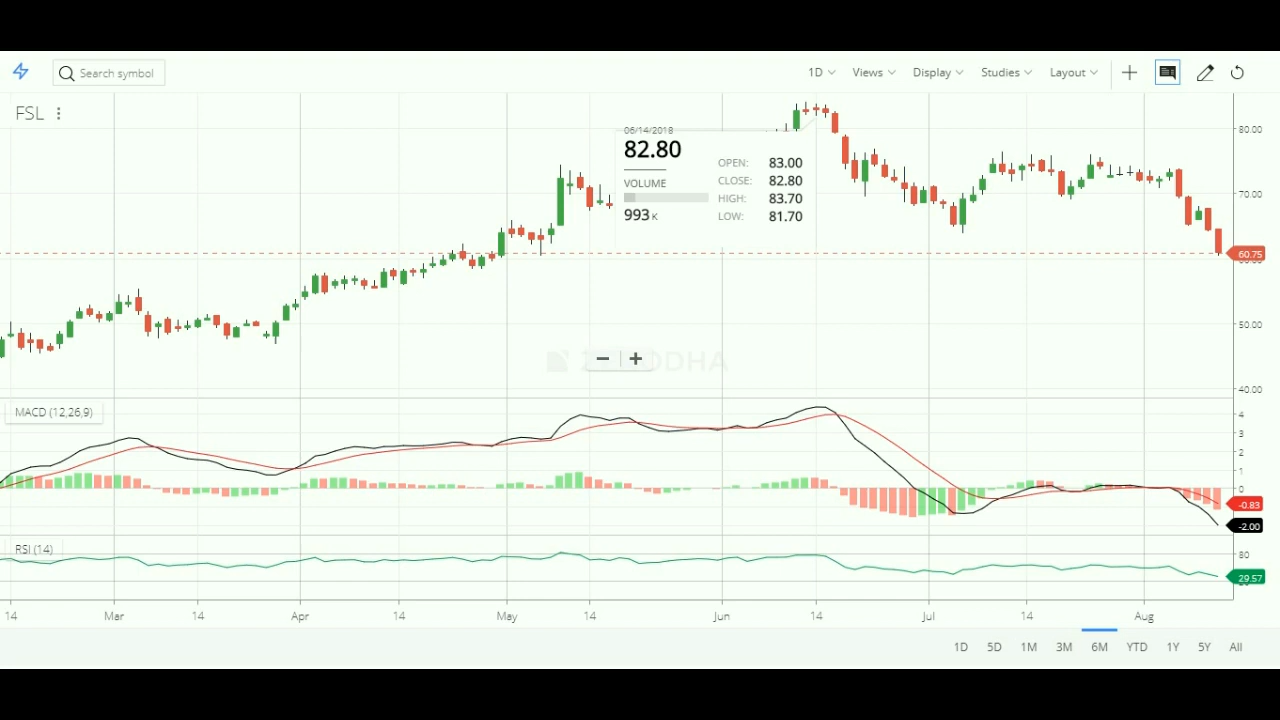 Search symbol
1D Views Display Studies Layout
FSL
06/14/2018
82.80
VOLUME
993 K
OPEN: 83.00
CLOSE: 82.80
HIGH: 83.70
LOW: 81.70
80.00
70.00
60.75
50.00
40.00
MACD (12,26,9)
4
3
2
1
0
-0.83
-2.00
RSI (14)
80
29.57
14 Mar 14 Apr 14 May 14 Jun 14 Jul 14 Aug
1D 5D 1M 3M 6M YTD 1Y 5Y All